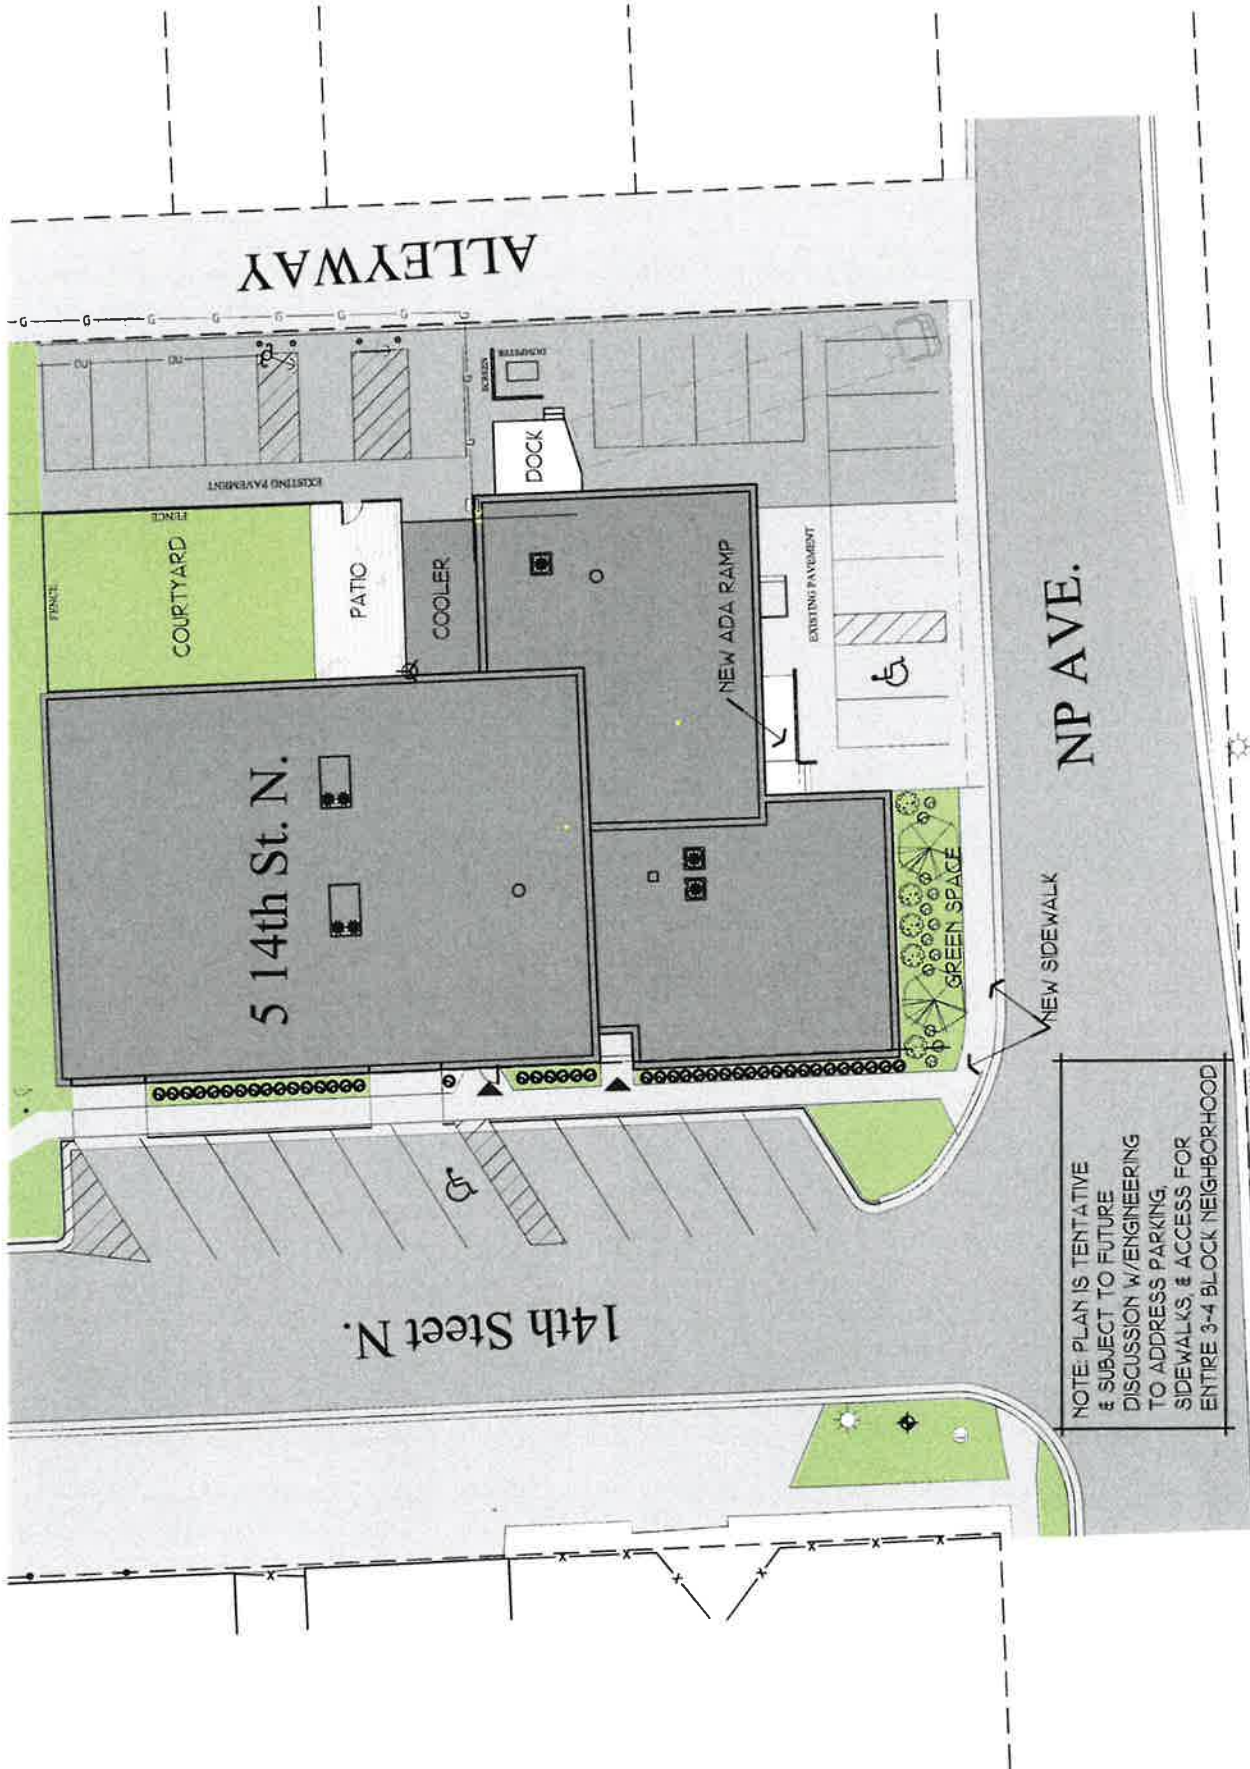 ALLEYWAY
G G G G G G G G
OU OU
SCREEN
DUMPSTER
DOCK
EXISTING PAVEMENT
FENCE
FENCE
COURTYARD
PATIO
COOLER
NEW ADA RAMP
EXISTING PAVEMENT
5 14th St. N.
NP AVE.
GREEN SPACE
NEW SIDEWALK
14th Steet N.
NOTE: PLAN IS TENTATIVE
& SUBJECT TO FUTURE
DISCUSSION W/ENGINEERING
TO ADDRESS PARKING,
SIDEWALKS, & ACCESS FOR
ENTIRE 3-4 BLOCK NEIGHBORHOOD